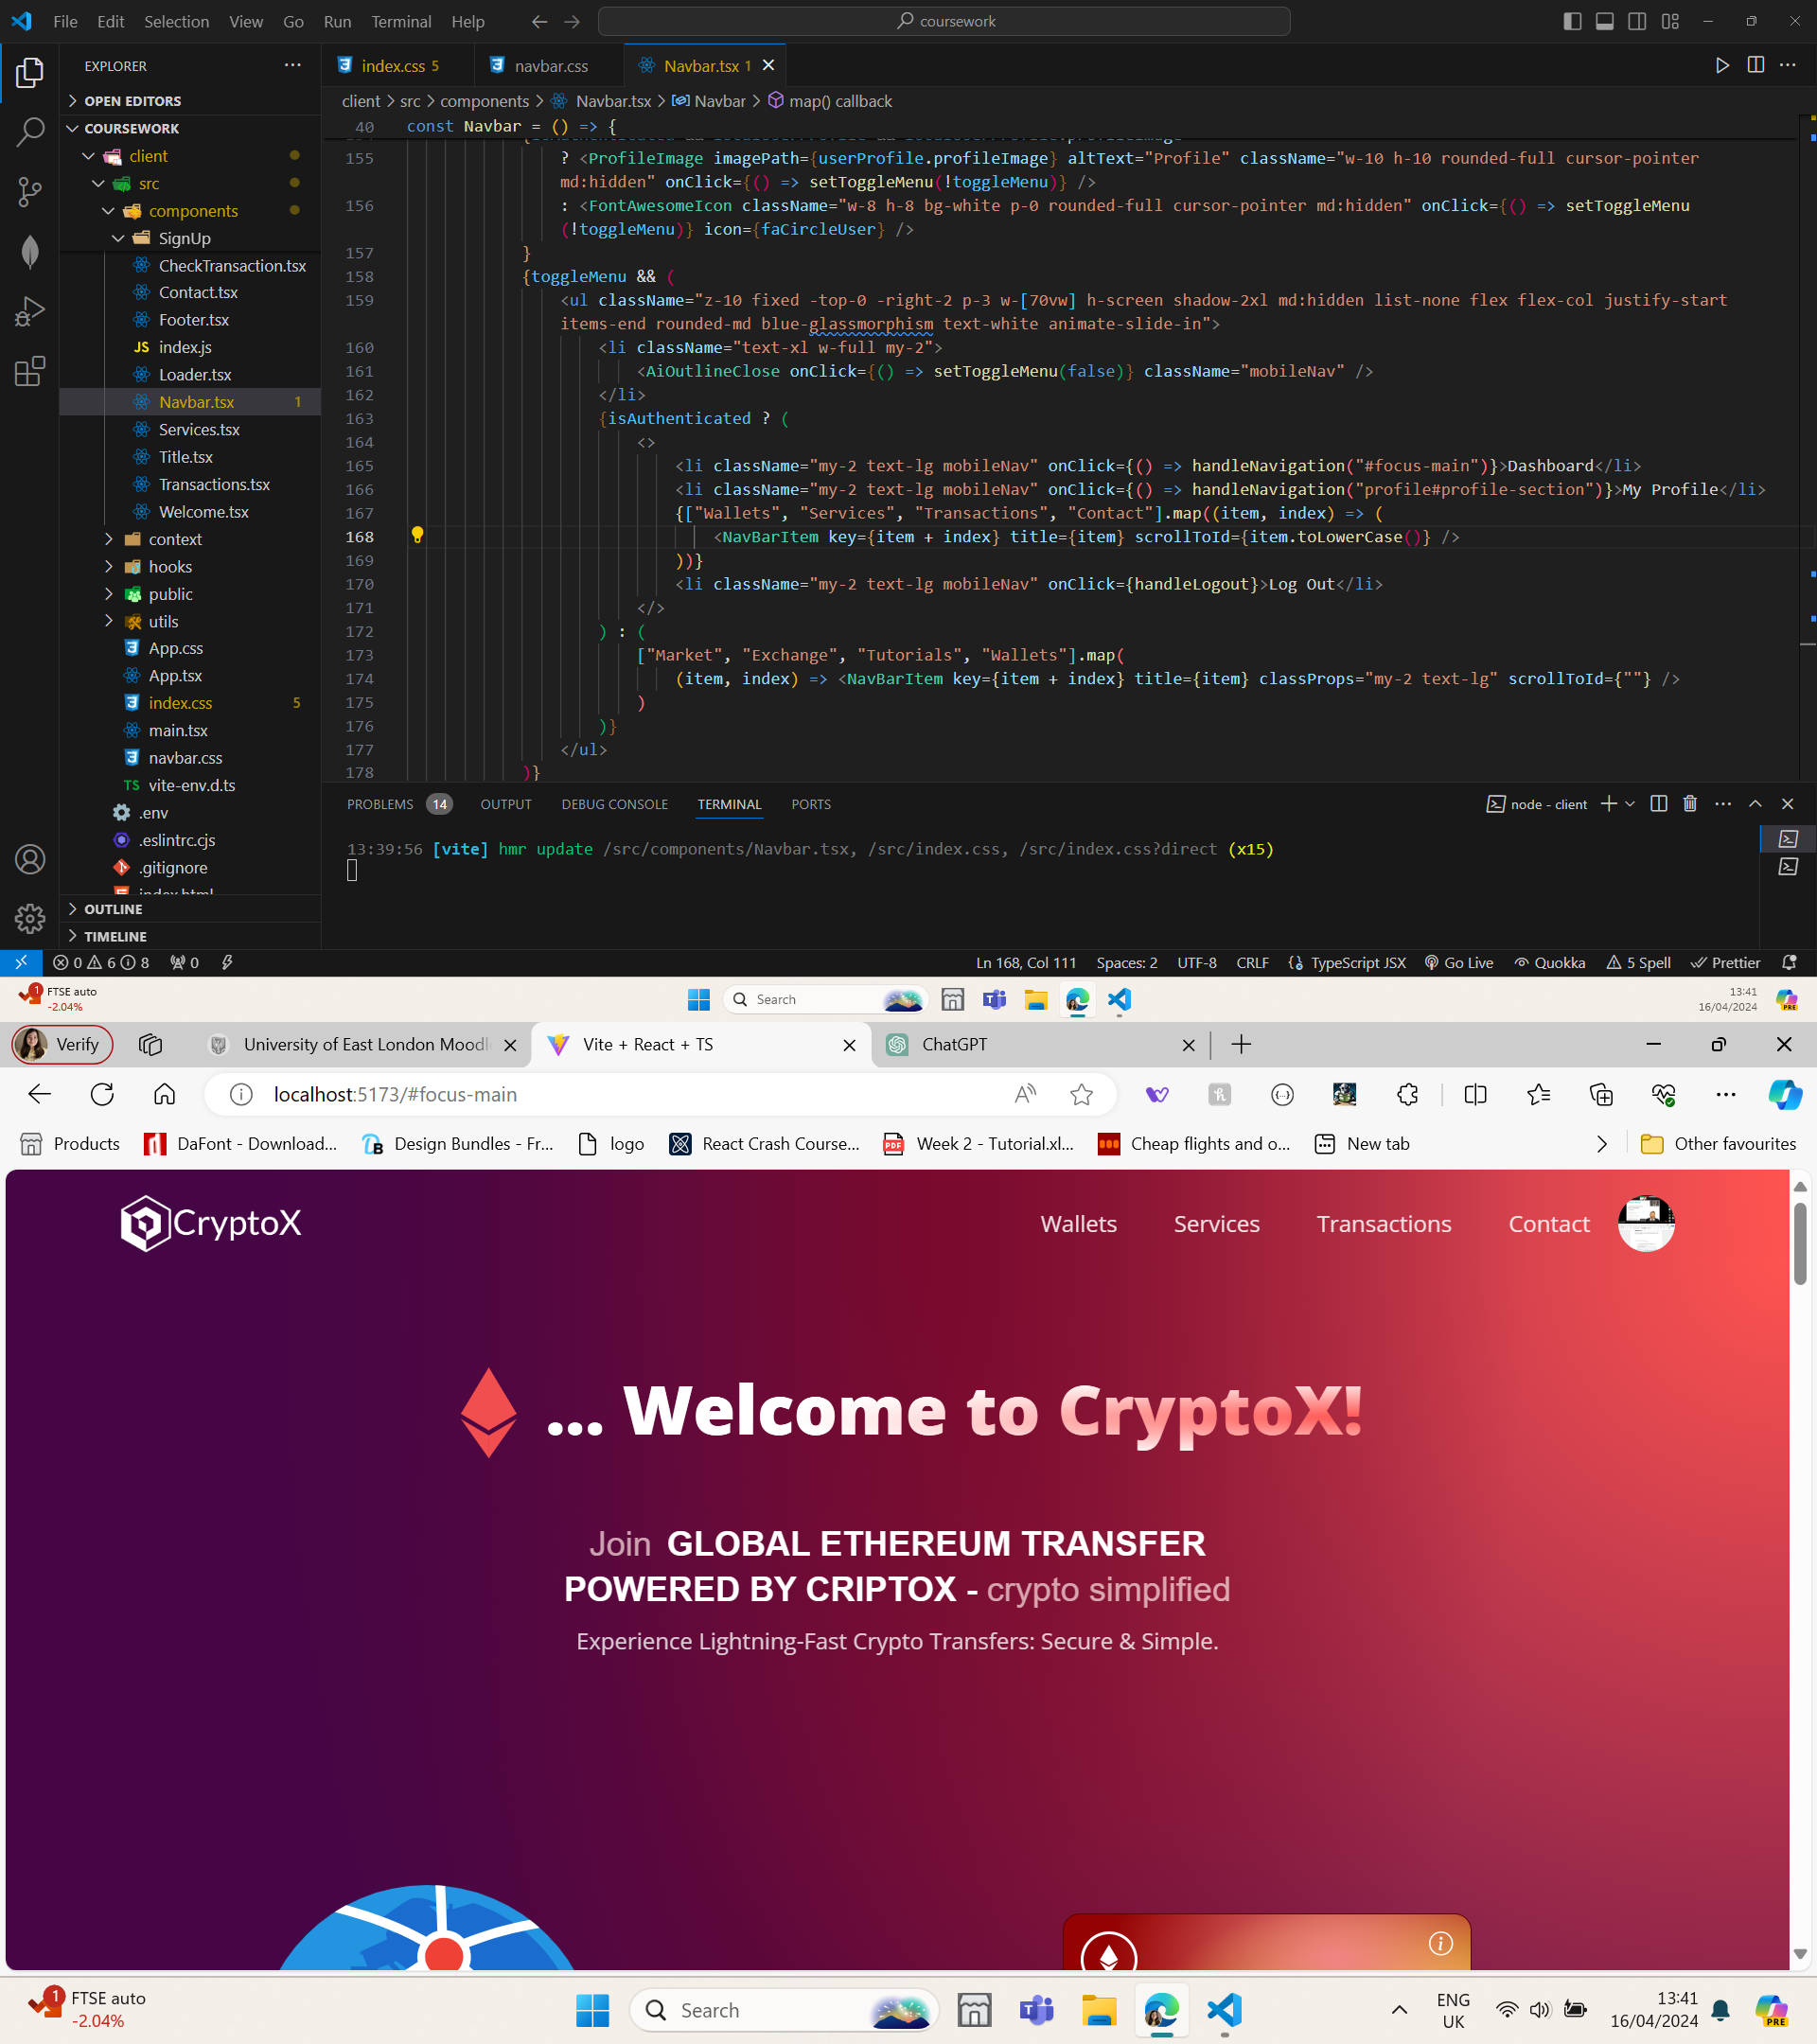 File Edit Selection View Go Run Terminal Help coursework
EXPLORER
index.css 5 navbar.css Navbar.tsx 1
OPEN EDITORS
client > src > components > Navbar.tsx > Navbar > map() callback
COURSEWORK
client
src
components
SignUp
CheckTransaction.tsx
Contact.tsx
Footer.tsx
JS index.js
Loader.tsx
Navbar.tsx 1
Services.tsx
Title.tsx
Transactions.tsx
Welcome.tsx
context
hooks
public
utils
App.css
App.tsx
index.css 5
main.tsx
navbar.css
TS vite-env.d.ts
.env
.eslintrc.cjs
.gitignore
index.html
OUTLINE
TIMELINE
40 const Navbar = () => {
155 ? <ProfileImage imagePath={userProfile.profileImage} altText="Profile" className="w-10 h-10 rounded-full cursor-pointer
md:hidden" onClick={() => setToggleMenu(!toggleMenu)} />
156 : <FontAwesomeIcon className="w-8 h-8 bg-white p-0 rounded-full cursor-pointer md:hidden" onClick={() => setToggleMenu
(!toggleMenu)} icon={faCircleUser} />
157 }
158 {toggleMenu && (
159 <ul className="z-10 fixed -top-0 -right-2 p-3 w-[70vw] h-screen shadow-2xl md:hidden list-none flex flex-col justify-start
items-end rounded-md blue-glassmorphism text-white animate-slide-in">
160 <li className="text-xl w-full my-2">
161 <AiOutlineClose onClick={() => setToggleMenu(false)} className="mobileNav" />
162 </li>
163 {isAuthenticated ? (
164 <>
165 <li className="my-2 text-lg mobileNav" onClick={() => handleNavigation("#focus-main")}>Dashboard</li>
166 <li className="my-2 text-lg mobileNav" onClick={() => handleNavigation("profile#profile-section")}>My Profile</li>
167 {["Wallets", "Services", "Transactions", "Contact"].map((item, index) => (
168 <NavBarItem key={item + index} title={item} scrollToId={item.toLowerCase()} />
169 ))}
170 <li className="my-2 text-lg mobileNav" onClick={handleLogout}>Log Out</li>
171 </>
172 ) : (
173 ["Market", "Exchange", "Tutorials", "Wallets"].map(
174 (item, index) => <NavBarItem key={item + index} title={item} classProps="my-2 text-lg" scrollToId={""} />
175 )
176 )}
177 </ul>
178 )}
PROBLEMS 14 OUTPUT DEBUG CONSOLE TERMINAL PORTS node - client
13:39:56 [vite] hmr update /src/components/Navbar.tsx, /src/index.css, /src/index.css?direct (x15)
0 6 8 0 Ln 168, Col 111 Spaces: 2 UTF-8 CRLF TypeScript JSX Go Live Quokka 5 Spell Prettier
1 FTSE auto
-2.04%
Search
13:41
16/04/2024
PRE
Verify University of East London Moodl Vite + React + TS ChatGPT
localhost:5173/#focus-main
Products DaFont - Download... Design Bundles - Fr... logo React Crash Course... Week 2 - Tutorial.xl... Cheap flights and o... New tab Other favourites
CryptoX Wallets Services Transactions Contact
... Welcome to CryptoX!
Join GLOBAL ETHEREUM TRANSFER
POWERED BY CRIPTOX - crypto simplified
Experience Lightning-Fast Crypto Transfers: Secure & Simple.
1 FTSE auto
-2.04%
Search
ENG
UK
13:41
16/04/2024
PRE